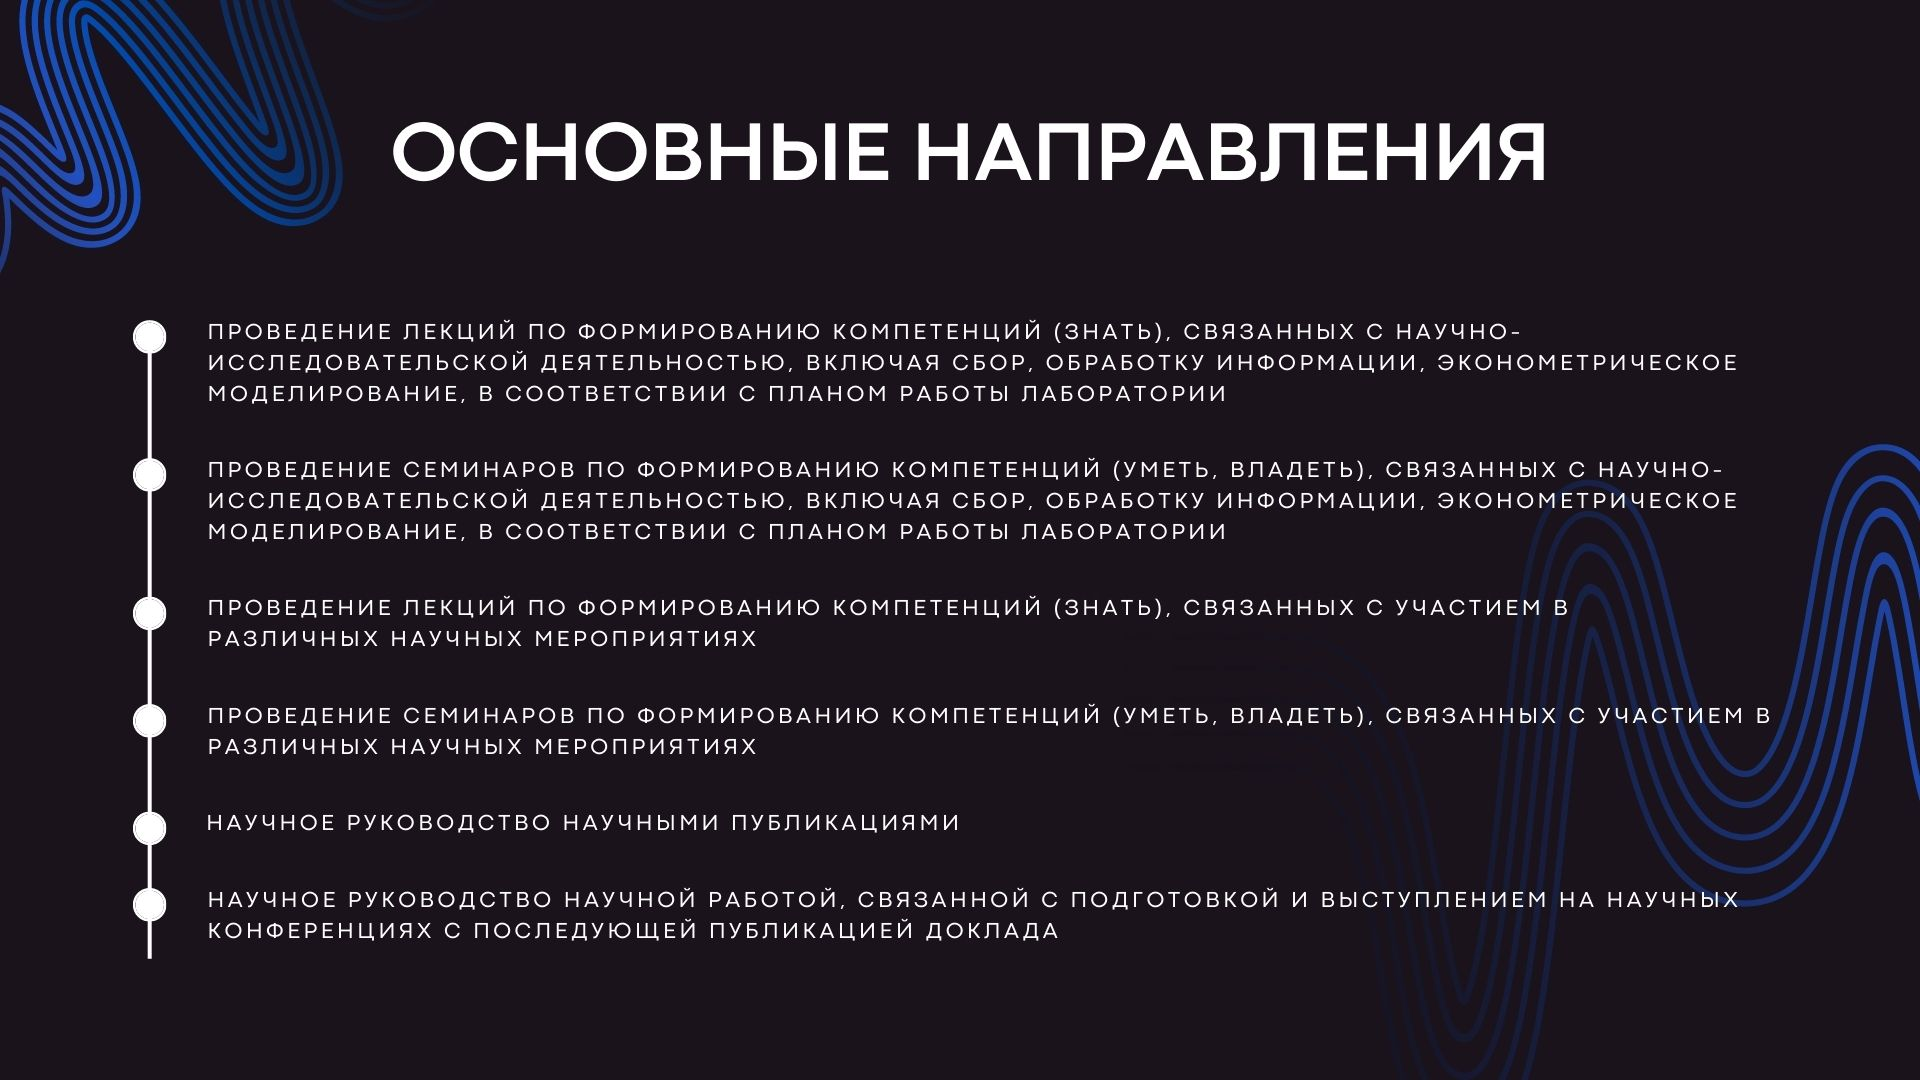 ОСНОВНЫЕ НАПРАВЛЕНИЯ
ПРОВЕДЕНИЕ ЛЕКЦИЙ ПО ФОРМИРОВАНИЮ КОМПЕТЕНЦИЙ (ЗНАТЬ), СВЯЗАННЫХ С НАУЧНО-
ИССЛЕДОВАТЕЛЬСКОЙ ДЕЯТЕЛЬНОСТЬЮ, ВКЛЮЧАЯ СБОР, ОБРАБОТКУ ИНФОРМАЦИИ, ЭКОНОМЕТРИЧЕСКОЕ
МОДЕЛИРОВАНИЕ, В СООТВЕТСТВИИ С ПЛАНОМ РАБОТЫ ЛАБОРАТОРИИ
ПРОВЕДЕНИЕ СЕМИНАРОВ ПО ФОРМИРОВАНИЮ КОМПЕТЕНЦИЙ (УМЕТЬ, ВЛАДЕТЬ), СВЯЗАННЫХ С НАУЧНО-
ИССЛЕДОВАТЕЛЬСКОЙ ДЕЯТЕЛЬНОСТЬЮ, ВКЛЮЧАЯ СБОР, ОБРАБОТКУ ИНФОРМАЦИИ, ЭКОНОМЕТРИЧЕСКОЕ
МОДЕЛИРОВАНИЕ, В СООТВЕТСТВИИ С ПЛАНОМ РАБОТЫ ЛАБОРАТОРИИ
ПРОВЕДЕНИЕ ЛЕКЦИЙ ПО ФОРМИРОВАНИЮ КОМПЕТЕНЦИЙ (ЗНАТЬ), СВЯЗАННЫХ С УЧАСТИЕМ В
РАЗЛИЧНЫХ НАУЧНЫХ МЕРОПРИЯТИЯХ
ПРОВЕДЕНИЕ СЕМИНАРОВ ПО ФОРМИРОВАНИЮ КОМПЕТЕНЦИЙ (УМЕТЬ, ВЛАДЕТЬ), СВЯЗАННЫХ С УЧАСТИЕМ В
РАЗЛИЧНЫХ НАУЧНЫХ МЕРОПРИЯТИЯХ
НАУЧНОЕ РУКОВОДСТВО НАУЧНЫМИ ПУБЛИКАЦИЯМИ
НАУЧНОЕ РУКОВОДСТВО НАУЧНОЙ РАБОТОЙ, СВЯЗАННОЙ С ПОДГОТОВКОЙ И ВЫСТУПЛЕНИЕМ НА НАУЧНЫХ
КОНФЕРЕНЦИЯХ С ПОСЛЕДУЮЩЕЙ ПУБЛИКАЦИЕЙ ДОКЛАДА